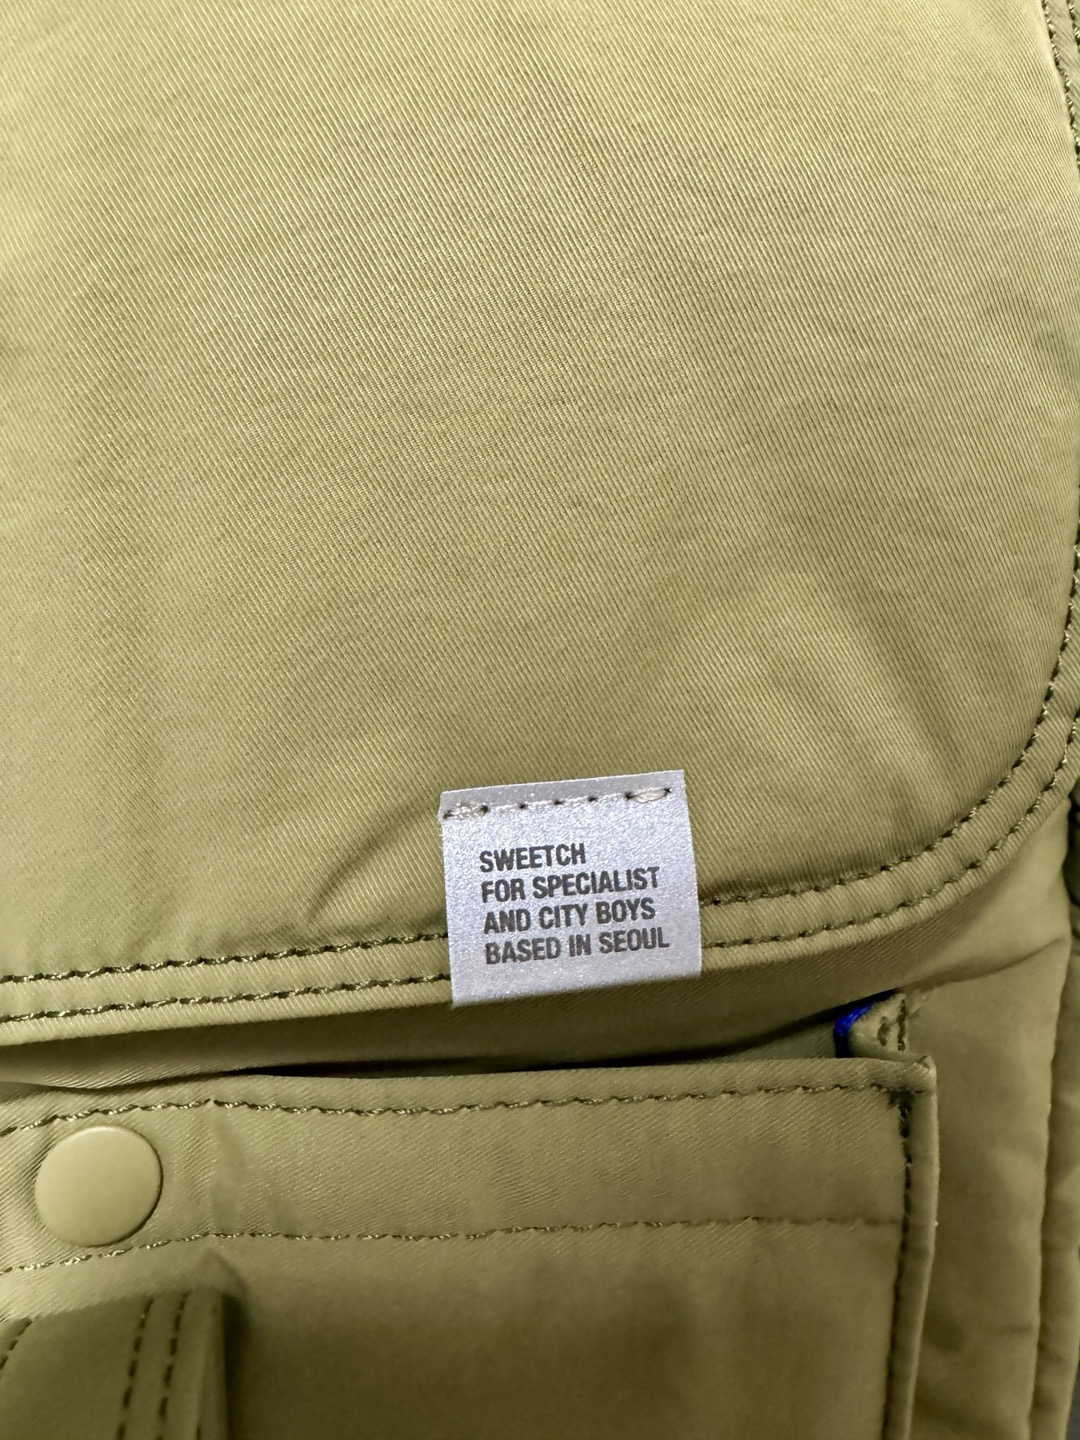 SWEETCH
FOR SPECIALIST
AND CITY BOYS
BASED IN SEOUL